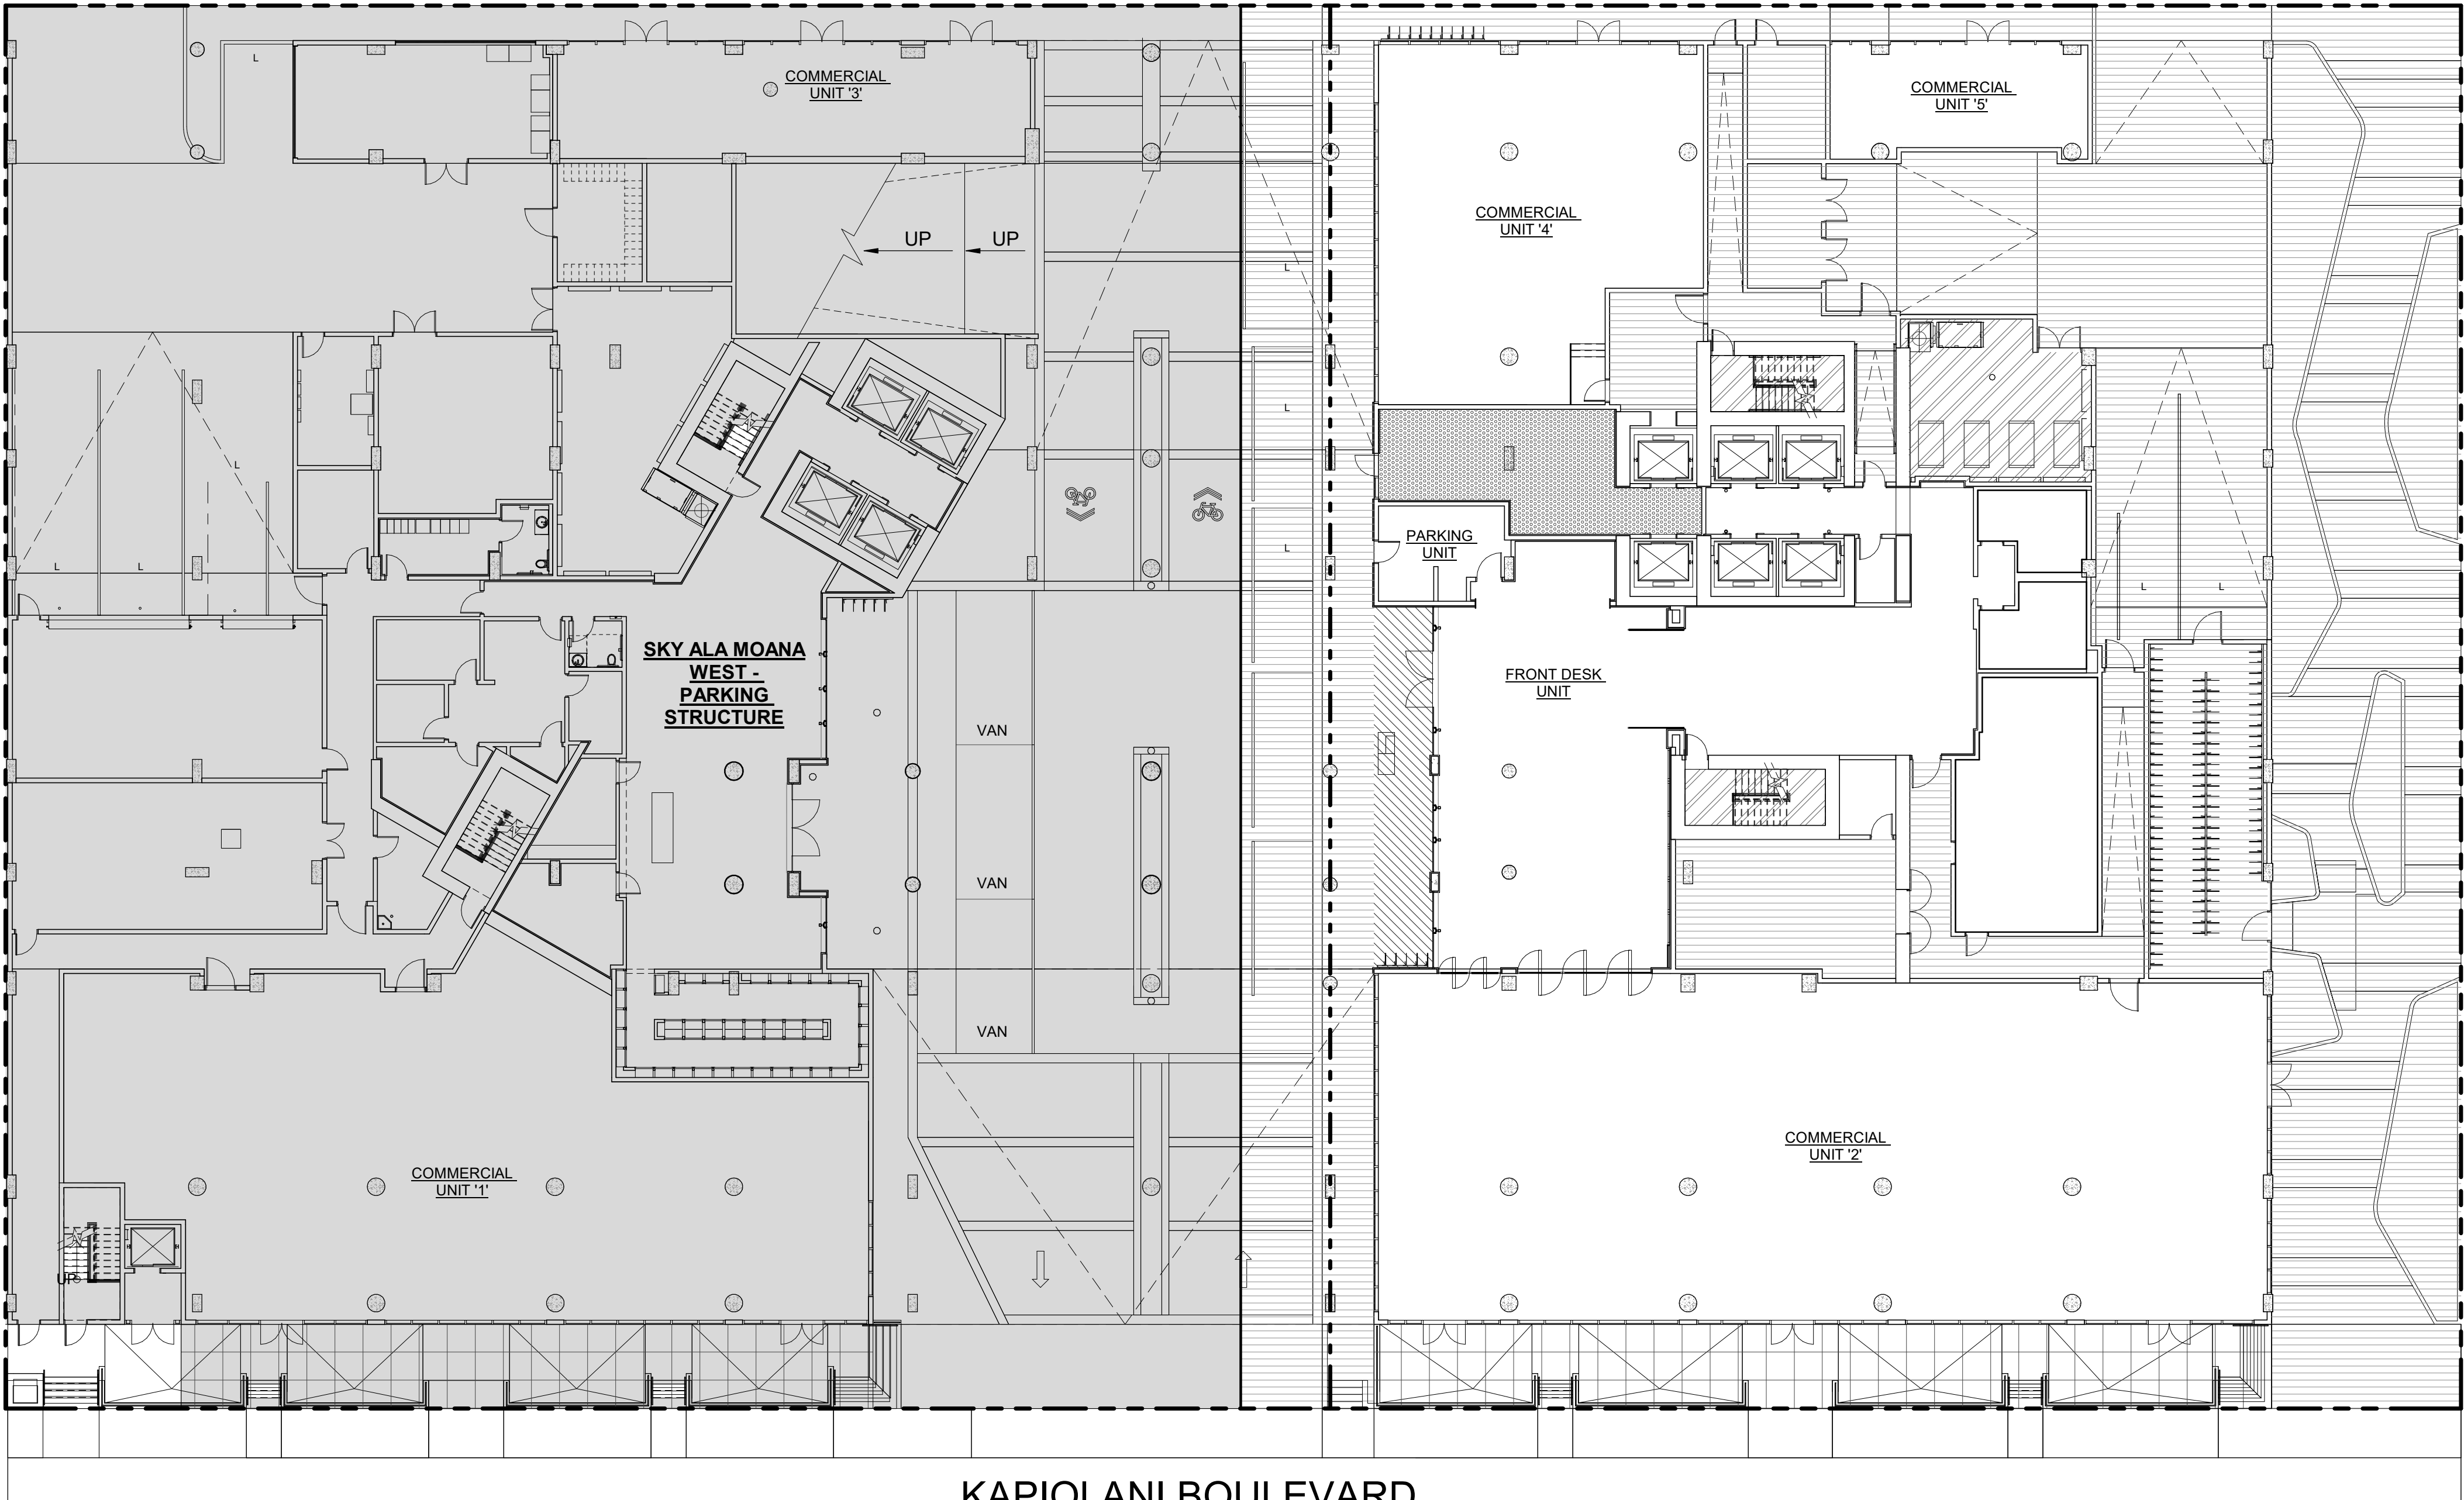 COMMERCIAL
UNIT '3'
COMMERCIAL
UNIT '5'
COMMERCIAL
UNIT '4'
L
UP
UP
L
L
L
L
L
L
L
L
L
PARKING
UNIT
SKY ALA MOANA
WEST -
PARKING
STRUCTURE
FRONT DESK
UNIT
VAN
VAN
VAN
COMMERCIAL
UNIT '1'
COMMERCIAL
UNIT '2'
UP
KAPIOLANI BOULEVARD